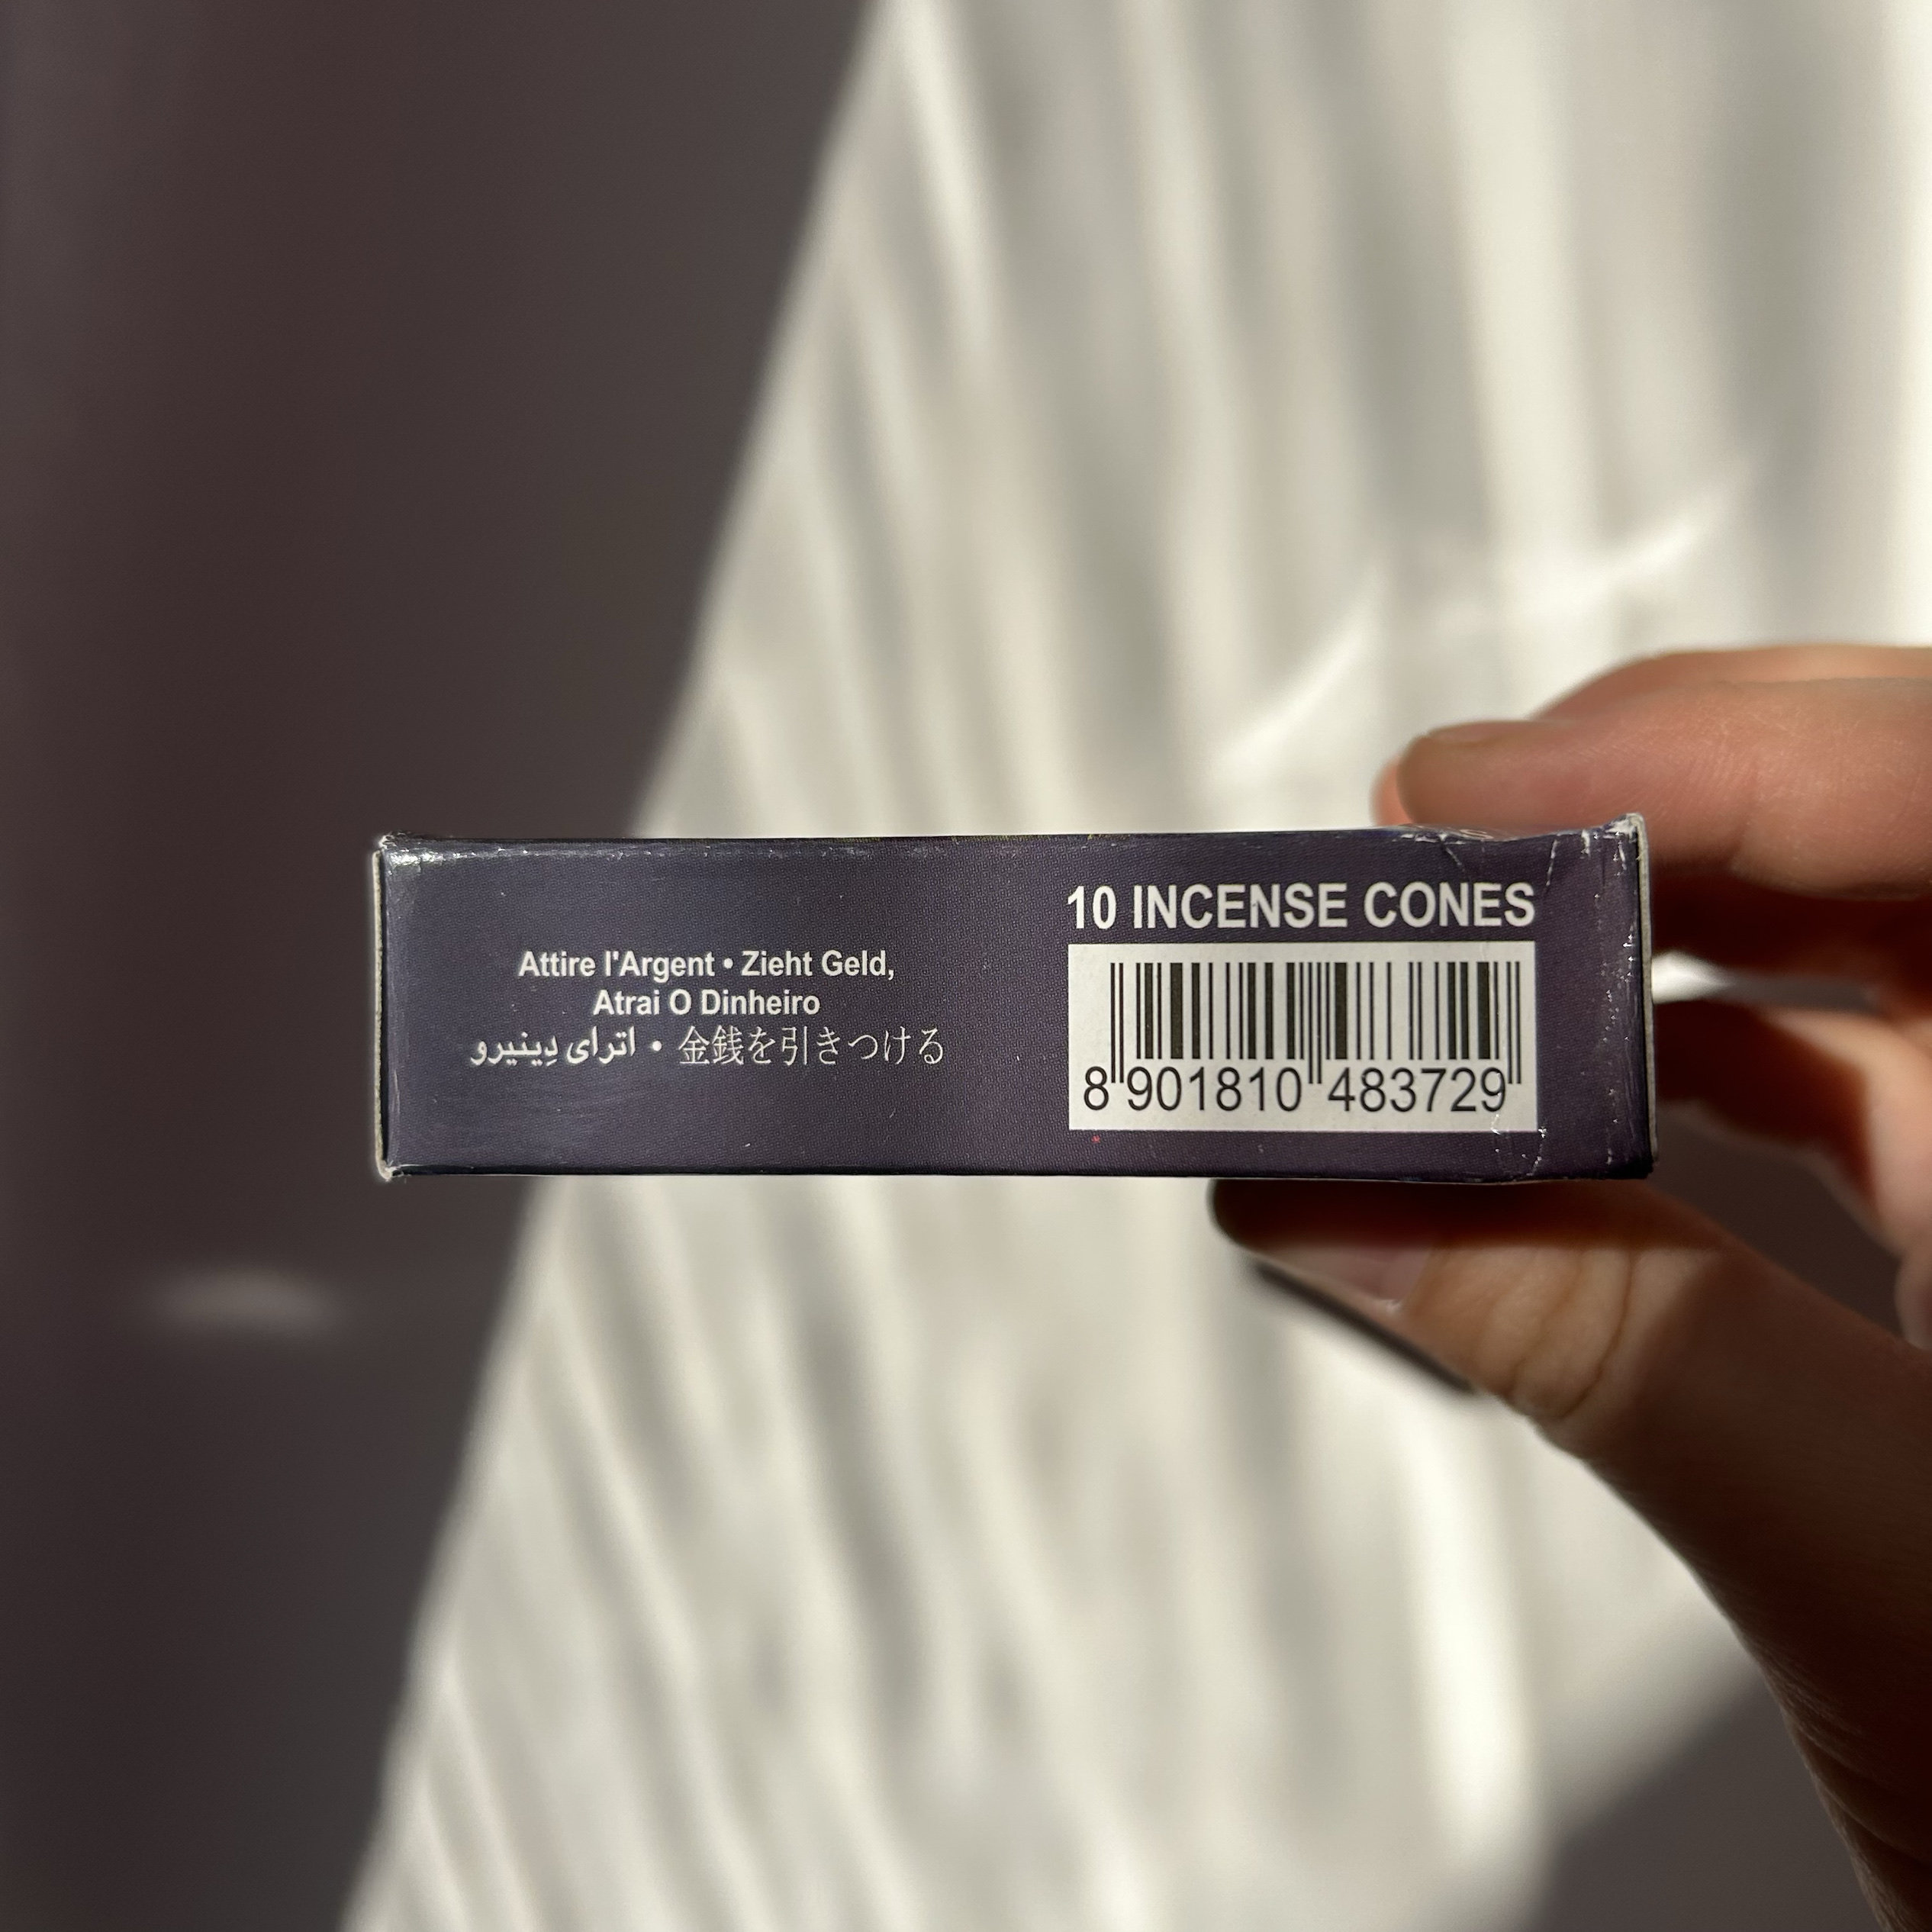 Attire l'Argent • Zieht Geld,
Atrai O Dinheiro
اترای دِینیرو • 金銭を引きつける
10 INCENSE CONES
8 901810 483729